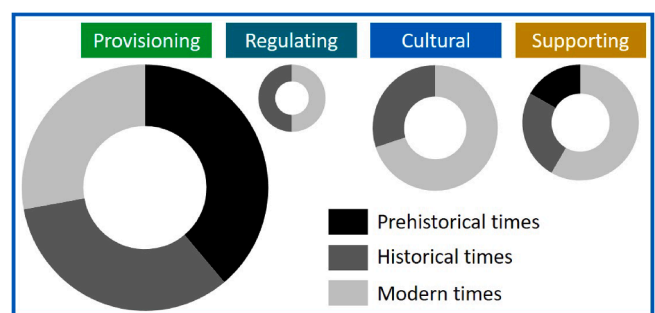 Provisioning
Regulating
Cultural
Supporting
Prehistorical times
Historical times
Modern times